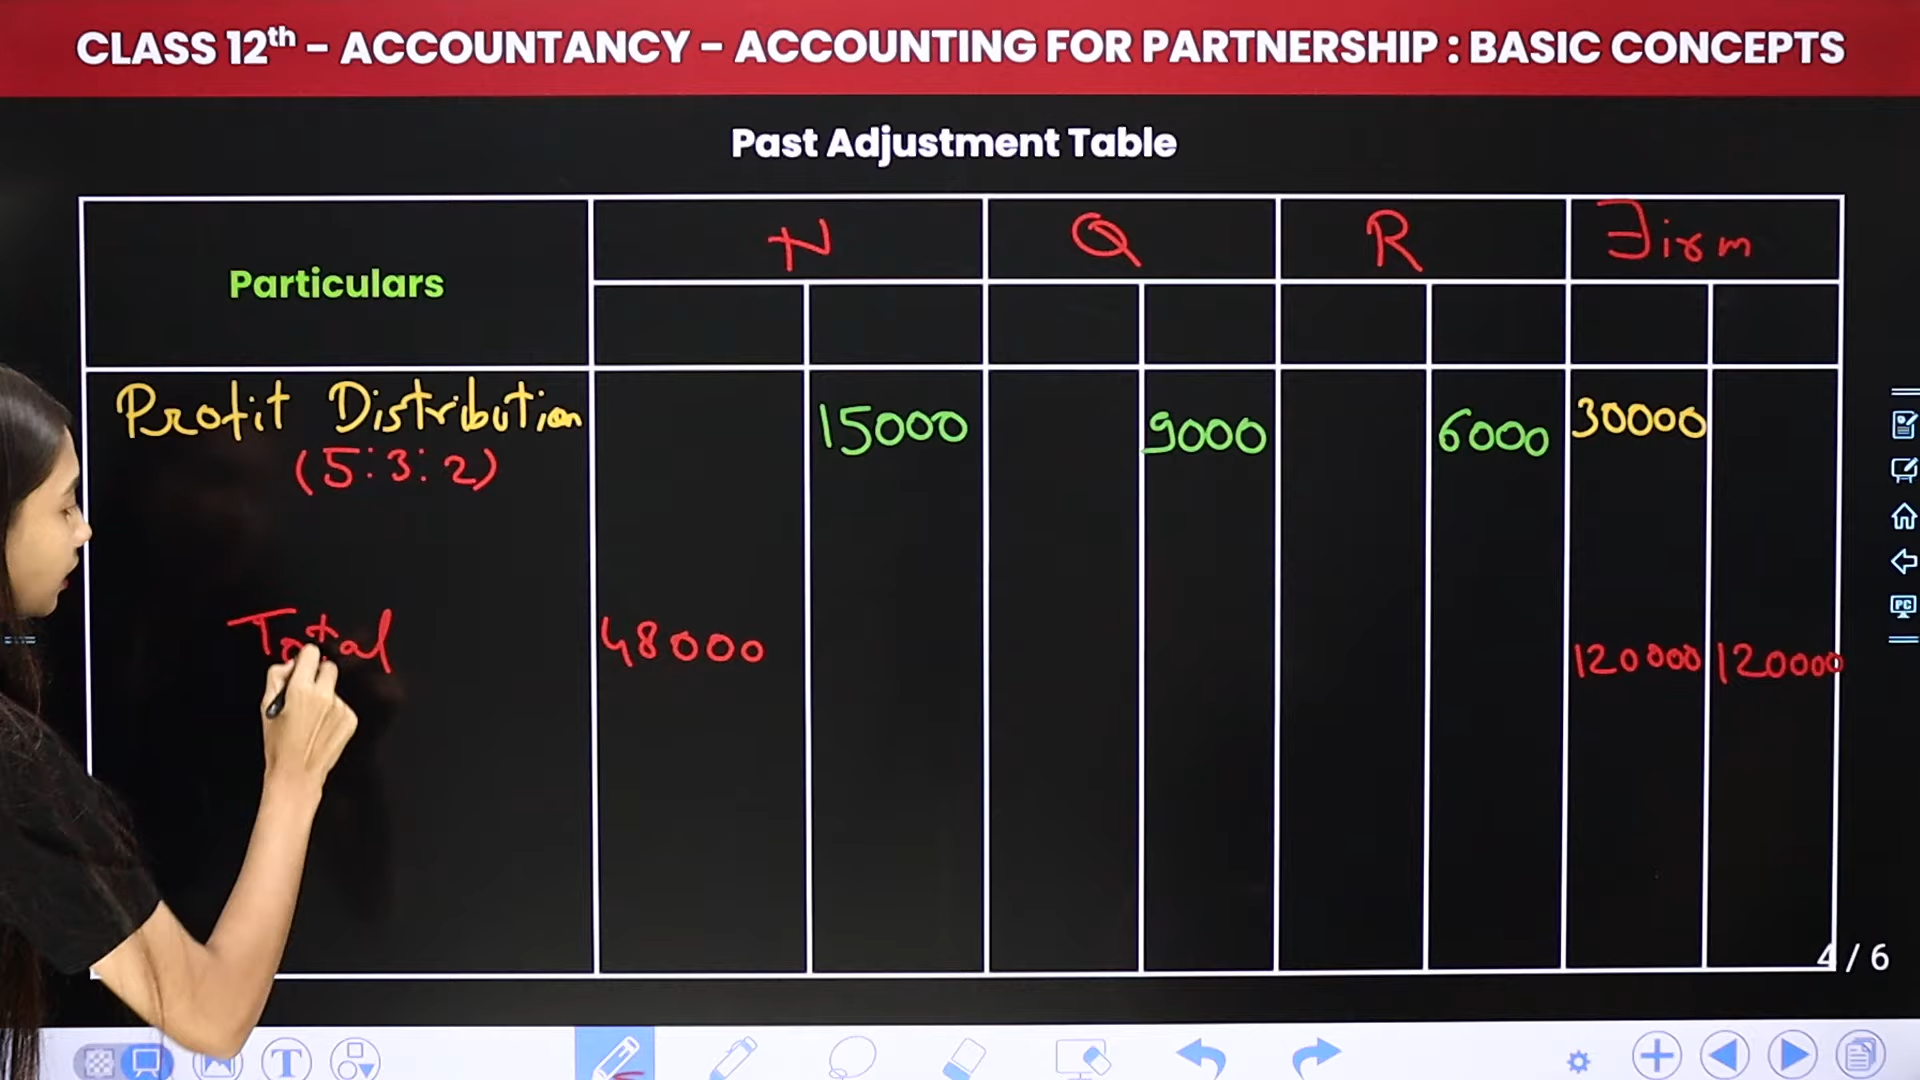 CLASS 12th - ACCOUNTANCY - ACCOUNTING FOR PARTNERSHIP : BASIC CONCEPTS
Past Adjustment Table
Particulars N Q R Firm
Profit Distribution 15000 9000 6000 30000
(5:3:2)
Total 48000 120000 120000
4 / 6
T
PC